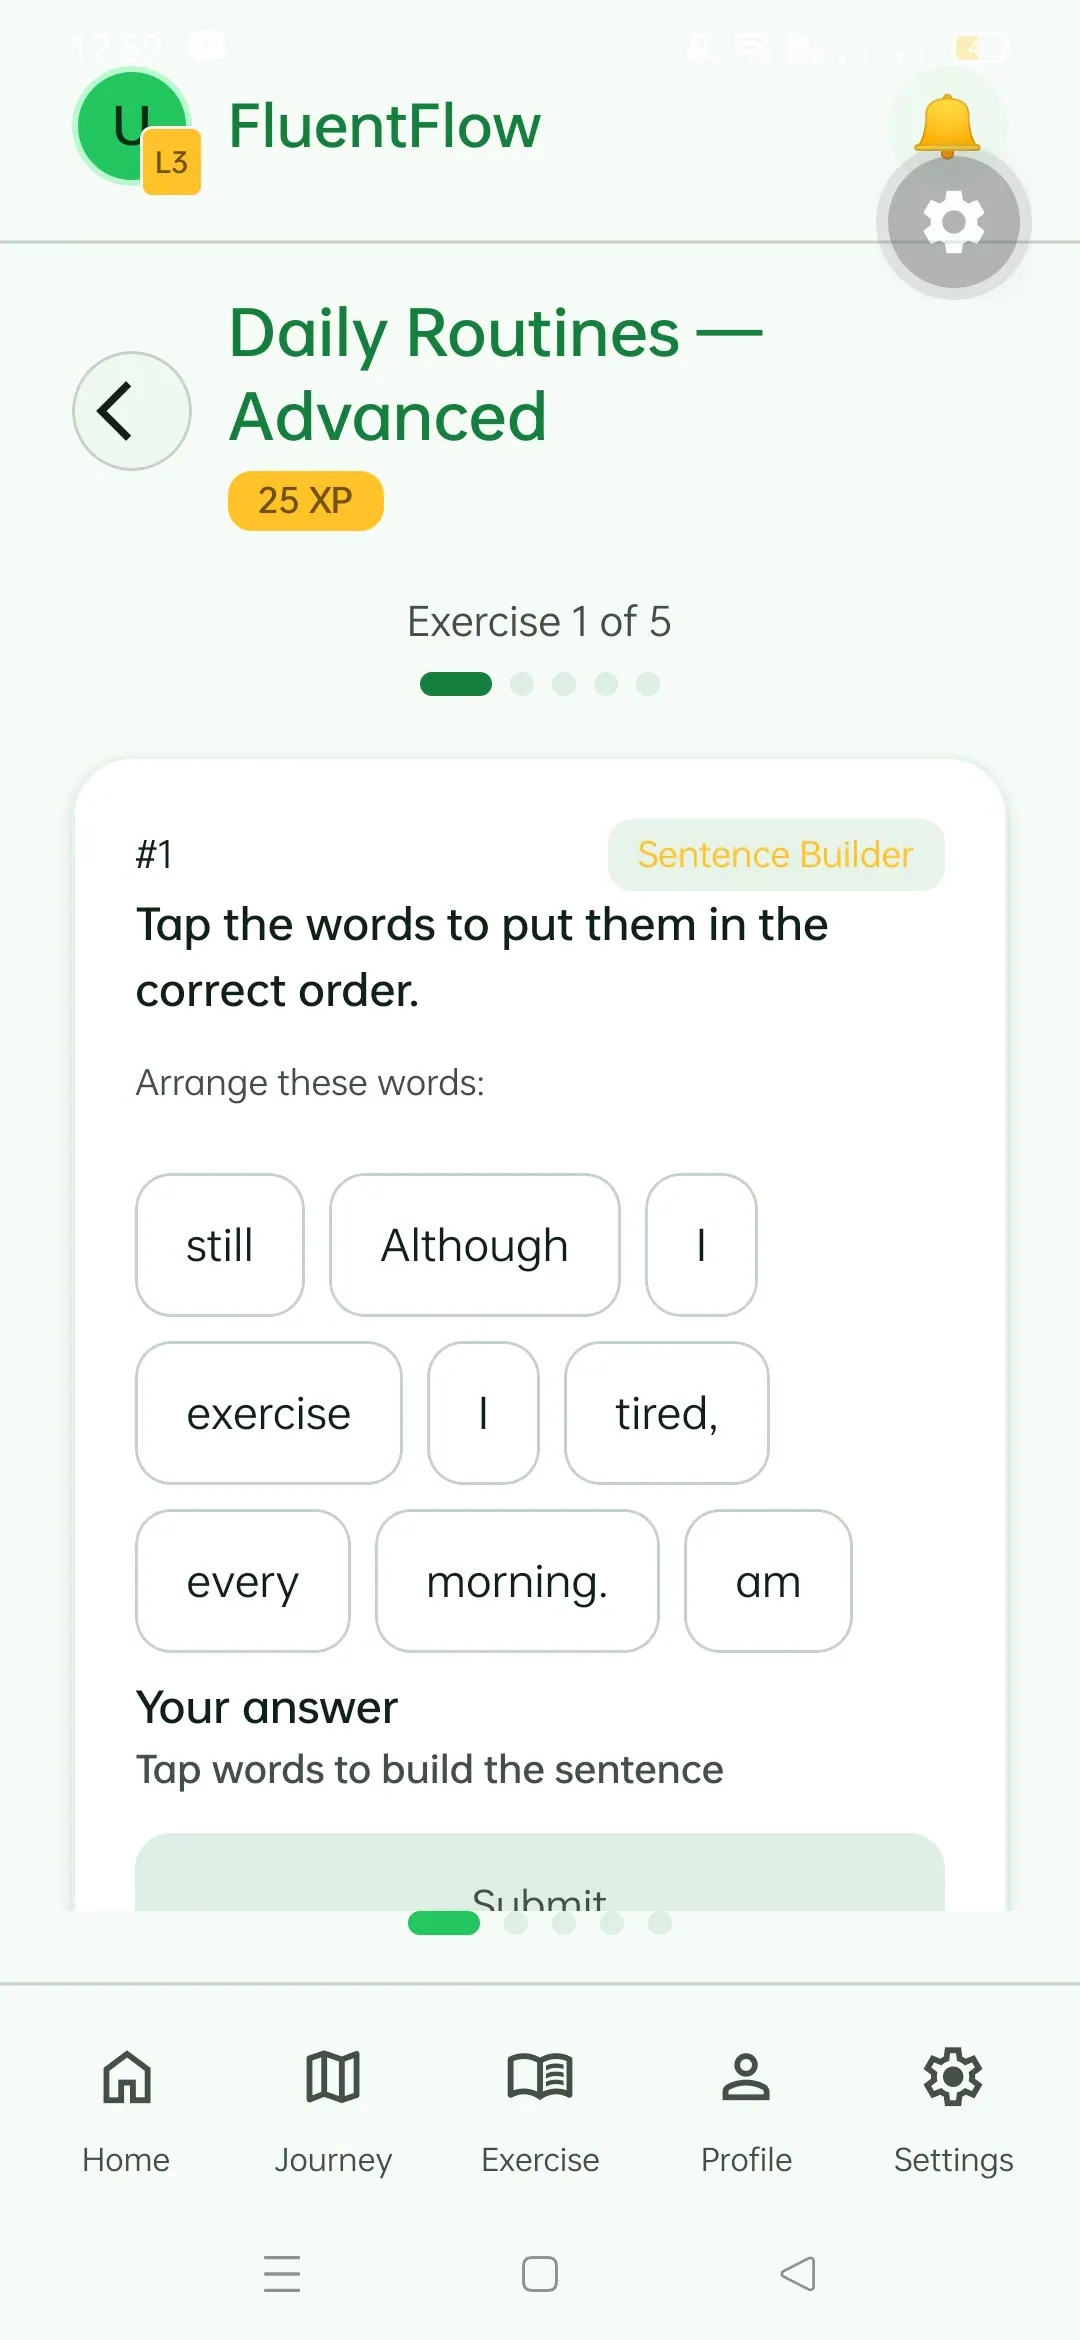 12:59
U
L3
FluentFlow
Daily Routines —
Advanced
25 XP
Exercise 1 of 5
#1
Sentence Builder
Tap the words to put them in the
correct order.
Arrange these words:
still Although I
exercise I tired,
every morning. am
Your answer
Tap words to build the sentence
Submit
Home Journey Exercise Profile Settings